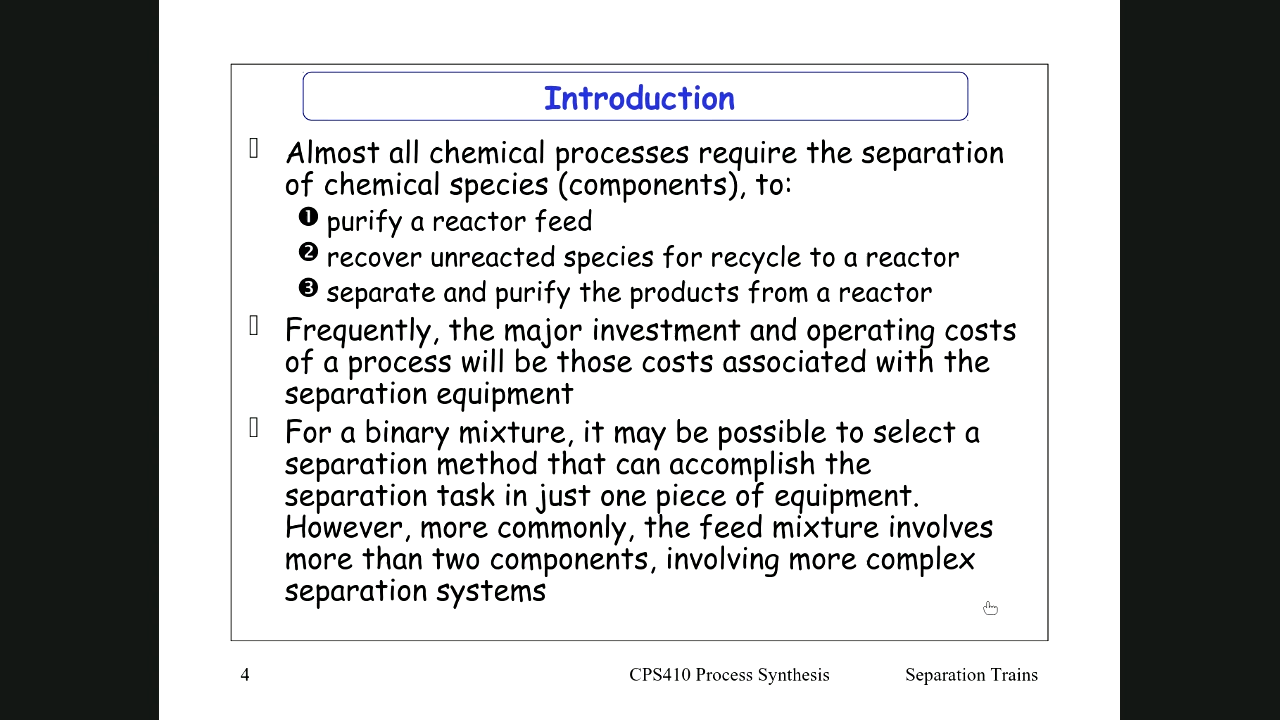 Introduction
Almost all chemical processes require the separation
of chemical species (components), to:
❶ purify a reactor feed
❷ recover unreacted species for recycle to a reactor
❸ separate and purify the products from a reactor
Frequently, the major investment and operating costs
of a process will be those costs associated with the
separation equipment
For a binary mixture, it may be possible to select a
separation method that can accomplish the
separation task in just one piece of equipment.
However, more commonly, the feed mixture involves
more than two components, involving more complex
separation systems
4 CPS410 Process Synthesis Separation Trains